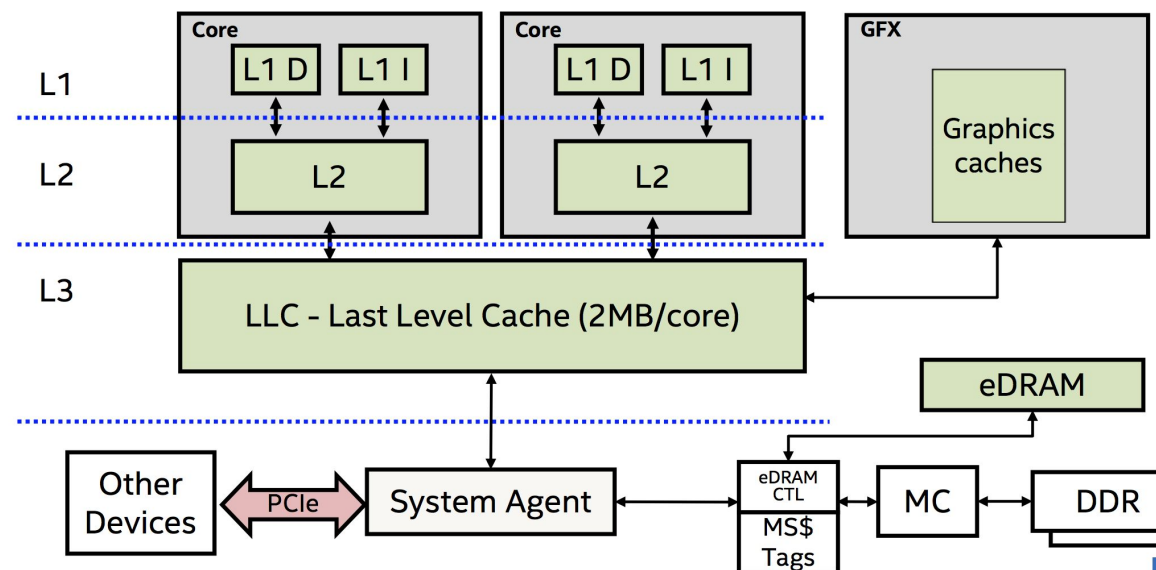 Core
Core
GFX
L1
L1 D
L1 I
L1 D
L1 I
Graphics
caches
L2
L2
L2
L3
LLC - Last Level Cache (2MB/core)
eDRAM
Other
Devices
PCIe
System Agent
eDRAM
CTL
MS$
Tags
MC
DDR